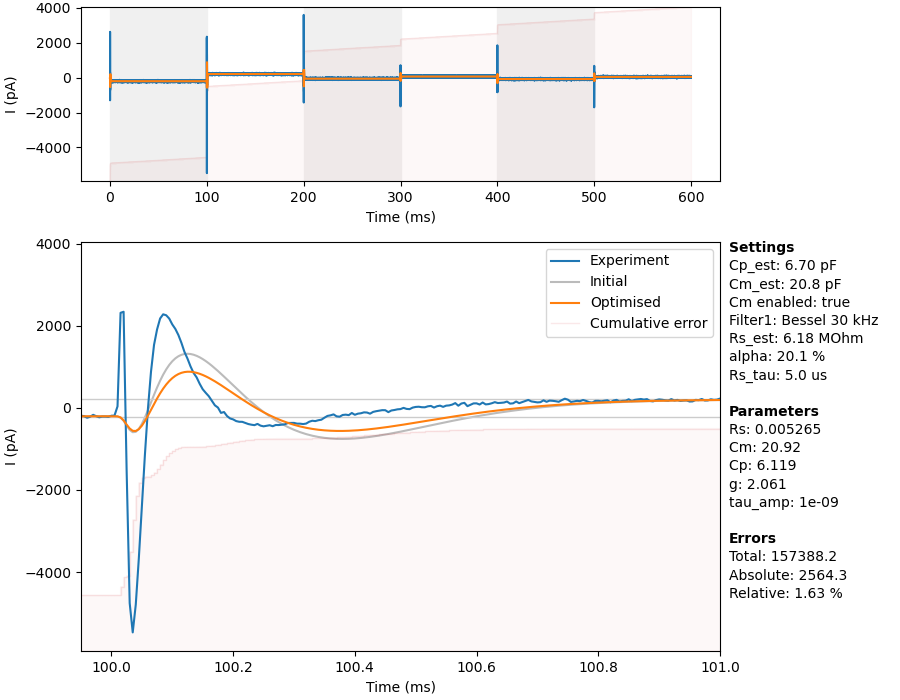 4000
2000
0
−2000
−4000
I (pA)
0
100
200
300
400
500
600
Time (ms)
4000
2000
0
−2000
−4000
I (pA)
Experiment
Initial
Optimised
Cumulative error
100.0
100.2
100.4
100.6
100.8
101.0
Time (ms)
Settings
Cp_est: 6.70 pF
Cm_est: 20.8 pF
Cm enabled: true
Filter1: Bessel 30 kHz
Rs_est: 6.18 MOhm
alpha: 20.1 %
Rs_tau: 5.0 us
Parameters
Rs: 0.005265
Cm: 20.92
Cp: 6.119
g: 2.061
tau_amp: 1e-09
Errors
Total: 157388.2
Absolute: 2564.3
Relative: 1.63 %